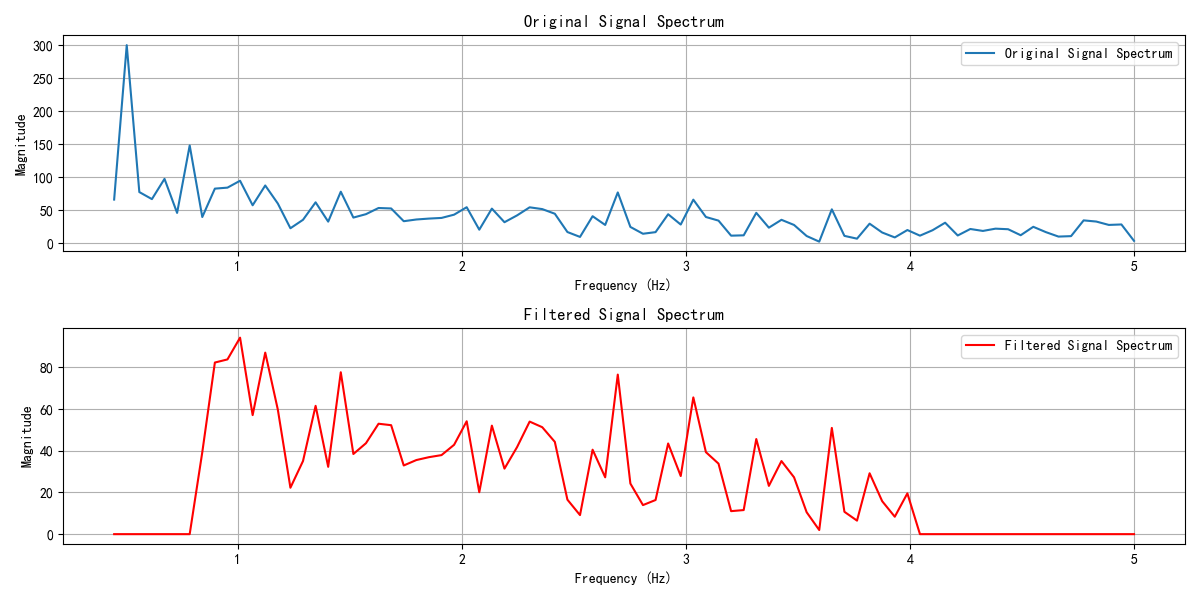 Original Signal Spectrum
Original Signal Spectrum
300
250
200
150
100
50
0
Magnitude
1 2 3 4 5
Frequency (Hz)
Filtered Signal Spectrum
Filtered Signal Spectrum
80
60
40
20
0
Magnitude
1 2 3 4 5
Frequency (Hz)